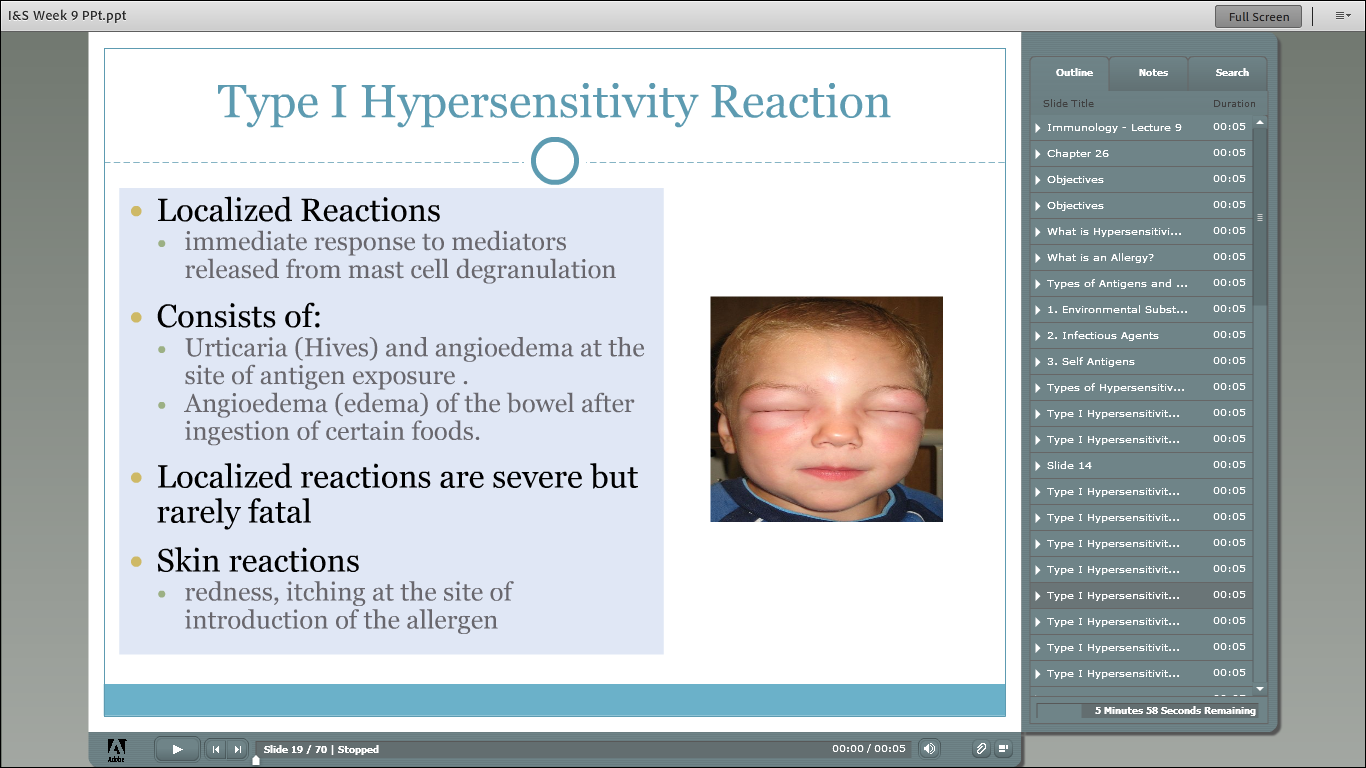 I&S Week 9 PPt.ppt
Full Screen
Type I Hypersensitivity Reaction
Localized Reactions
immediate response to mediators
released from mast cell degranulation
Consists of:
Urticaria (Hives) and angioedema at the
site of antigen exposure .
Angioedema (edema) of the bowel after
ingestion of certain foods.
Localized reactions are severe but
rarely fatal
Skin reactions
redness, itching at the site of
introduction of the allergen
Outline Notes Search
Slide Title Duration
Immunology - Lecture 9 00:05
Chapter 26 00:05
Objectives 00:05
Objectives 00:05
What is Hypersensitivi... 00:05
What is an Allergy? 00:05
Types of Antigens and ... 00:05
1. Environmental Subst... 00:05
2. Infectious Agents 00:05
3. Self Antigens 00:05
Types of Hypersensitiv... 00:05
Type I Hypersensitivit... 00:05
Type I Hypersensitivit... 00:05
Slide 14 00:05
Type I Hypersensitivit... 00:05
Type I Hypersensitivit... 00:05
Type I Hypersensitivit... 00:05
Type I Hypersensitivit... 00:05
Type I Hypersensitivit... 00:05
Type I Hypersensitivit... 00:05
Type I Hypersensitivit... 00:05
Type I Hypersensitivit... 00:05
5 Minutes 58 Seconds Remaining
Adobe
Slide 19 / 70 | Stopped 00:00 / 00:05